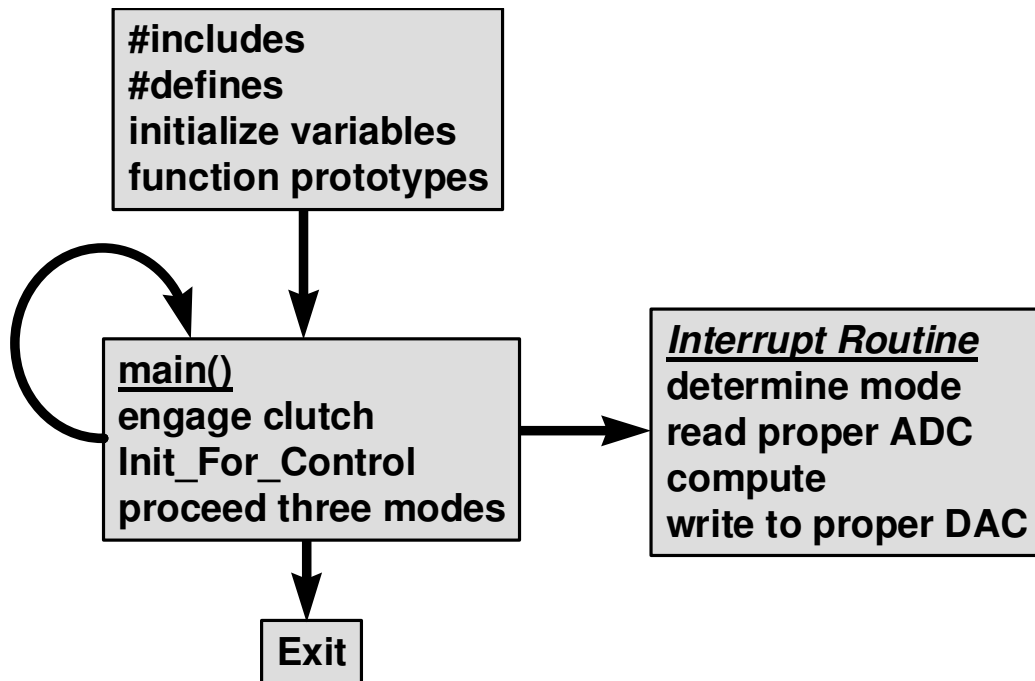 #includes
#defines
initialize variables
function prototypes
main()
engage clutch
Init_For_Control
proceed three modes
Interrupt Routine
determine mode
read proper ADC
compute
write to proper DAC
Exit